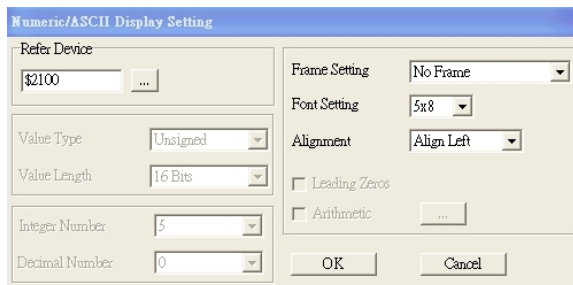 Numeric/ASCII Display Setting
Refer Device
$2100
...
Value Type
Unsigned
Value Length
16 Bits
Integer Number
5
Decimal Number
0
Frame Setting
No Frame
Font Setting
5x8
Alignment
Align Left
Leading Zeros
Arithmetic
...
OK
Cancel